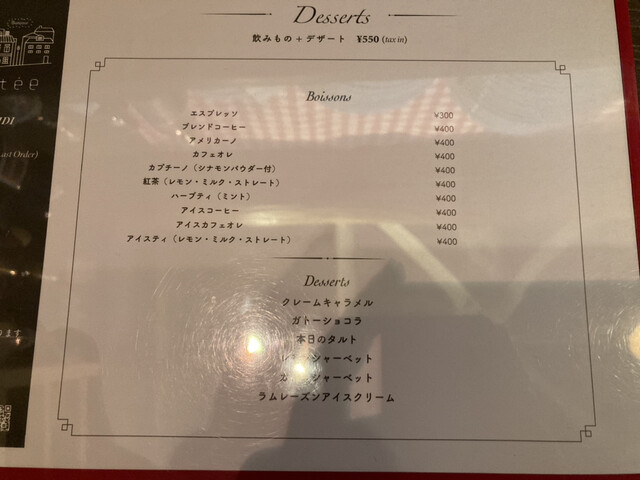 Desserts
飲みもの + デザート ¥550 (tax in)
Boissons
エスプレッソ ¥300
ブレンドコーヒー ¥400
アメリカーノ ¥400
カフェオレ ¥400
カプチーノ（シナモンパウダー付） ¥400
紅茶（レモン・ミルク・ストレート） ¥400
ハーブティ（ミント） ¥400
アイスコーヒー ¥400
アイスカフェオレ ¥400
アイスティ（レモン・ミルク・ストレート） ¥400
Desserts
クレームキャラメル
ガトーショコラ
本日のタルト
シャーベット
シャーベット
ラムレーズンアイスクリーム
tée
IDI
Last Order)
ります